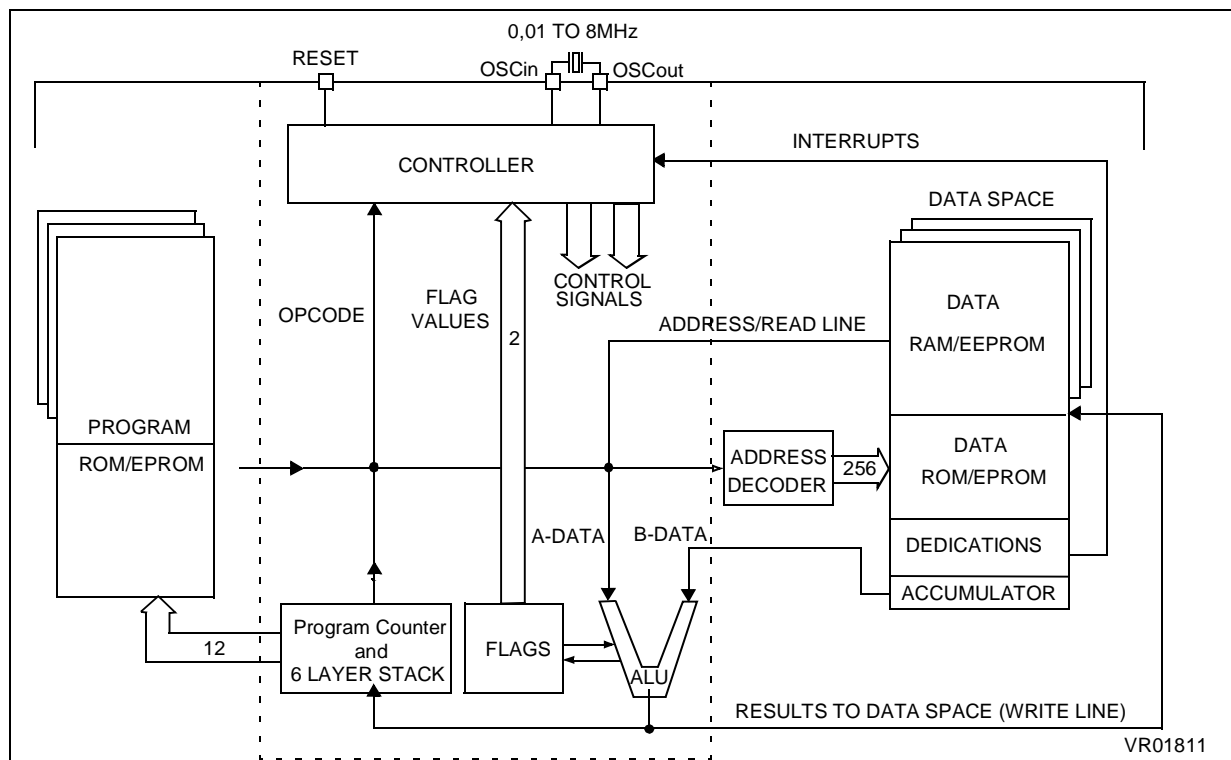 0,01 TO 8MHz
RESET
OSCin
OSCout
INTERRUPTS
CONTROLLER
DATA SPACE
CONTROL
SIGNALS
OPCODE
FLAG
VALUES
2
ADDRESS/READ LINE
DATA
RAM/EEPROM
PROGRAM
ROM/EPROM
ADDRESS
DECODER
256
DATA
ROM/EPROM
A-DATA
B-DATA
DEDICATIONS
ACCUMULATOR
12
Program Counter
and
6 LAYER STACK
FLAGS
ALU
RESULTS TO DATA SPACE (WRITE LINE)
VR01811